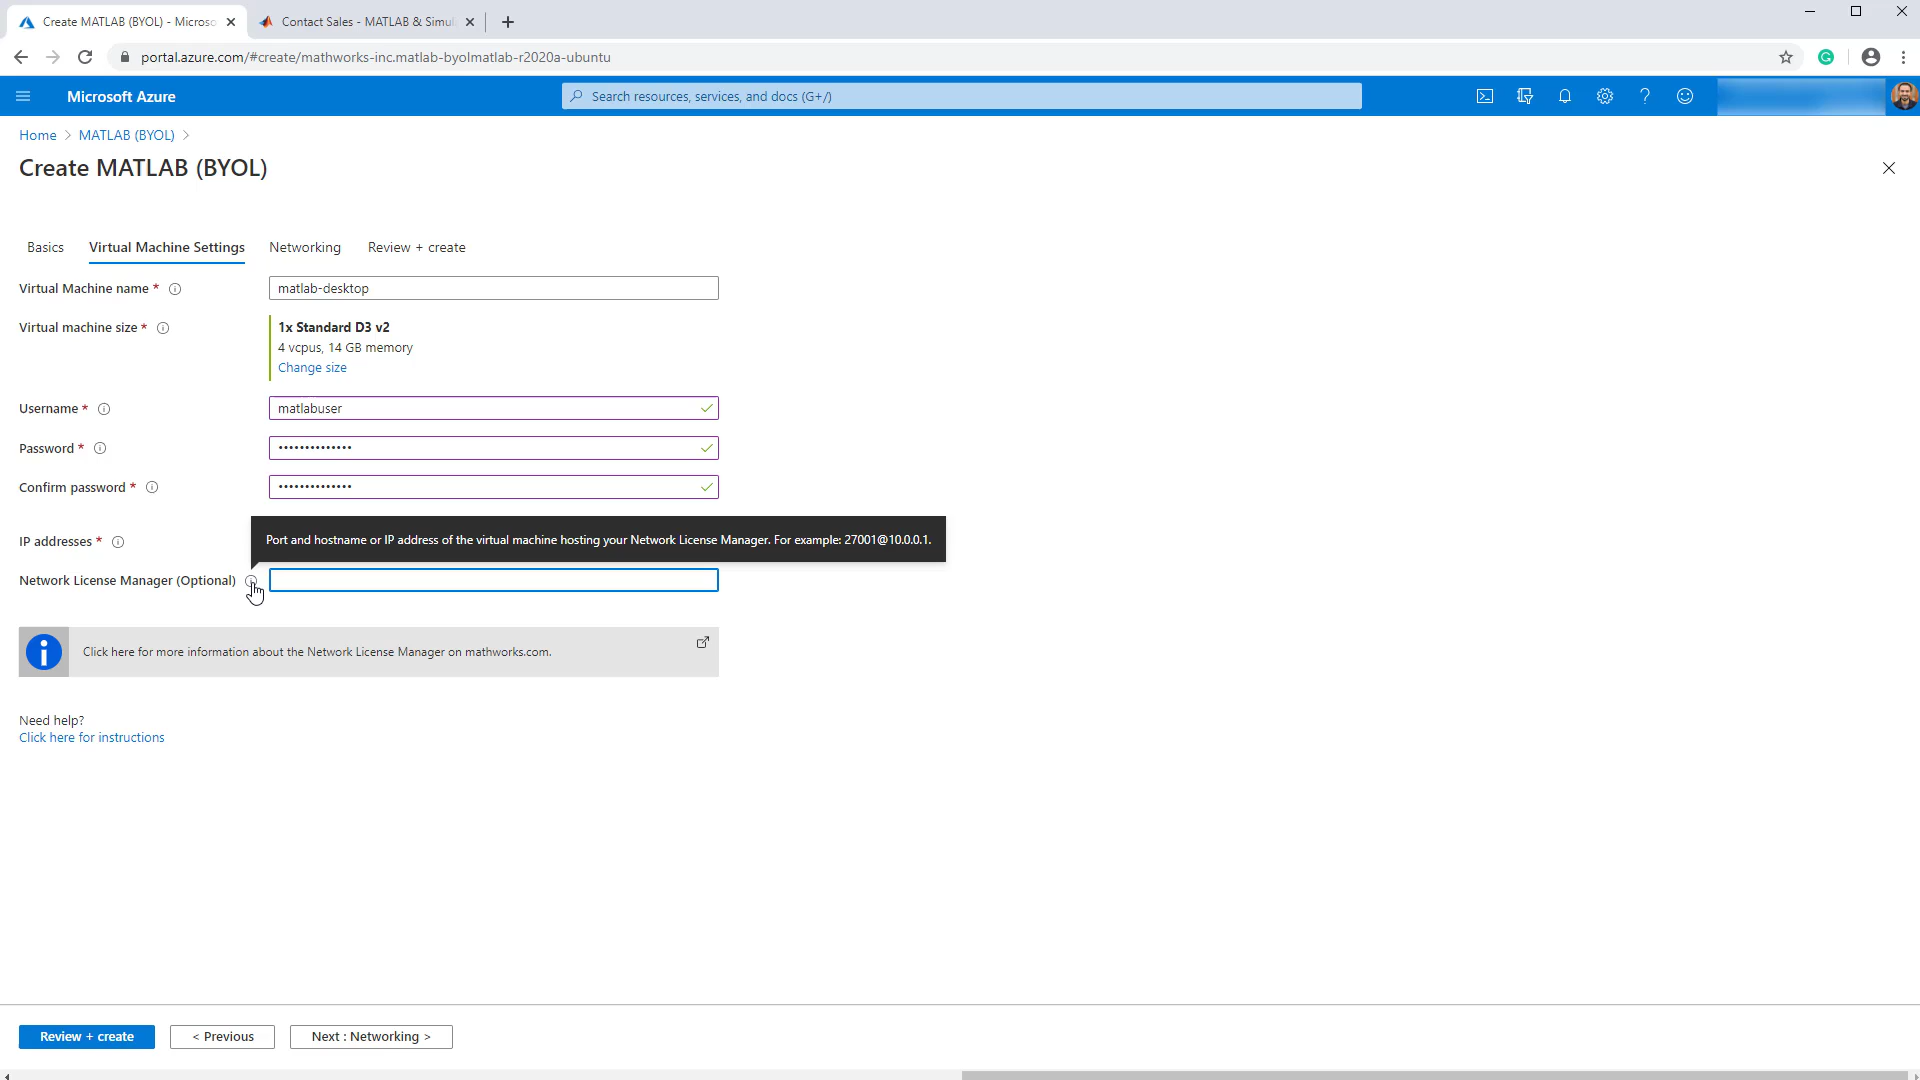 Create MATLAB (BYOL) - Micros
Contact Sales - MATLAB & Simul
portal.azure.com/#create/mathworks-inc.matlab-byolmatlab-r2020a-ubuntu
Microsoft Azure
Search resources, services, and docs (G+/)
Home > MATLAB (BYOL) >
Create MATLAB (BYOL)
Basics Virtual Machine Settings Networking Review + create
Virtual Machine name *
matlab-desktop
Virtual machine size *
1x Standard D3 v2
4 vcpus, 14 GB memory
Change size
Username *
matlabuser
Password *
••••••••••••••
Confirm password *
••••••••••••••
IP addresses *
Port and hostname or IP address of the virtual machine hosting your Network License Manager. For example: 27001@10.0.0.1.
Network License Manager (Optional)
Click here for more information about the Network License Manager on mathworks.com.
Need help?
Click here for instructions
Review + create
< Previous
Next : Networking >